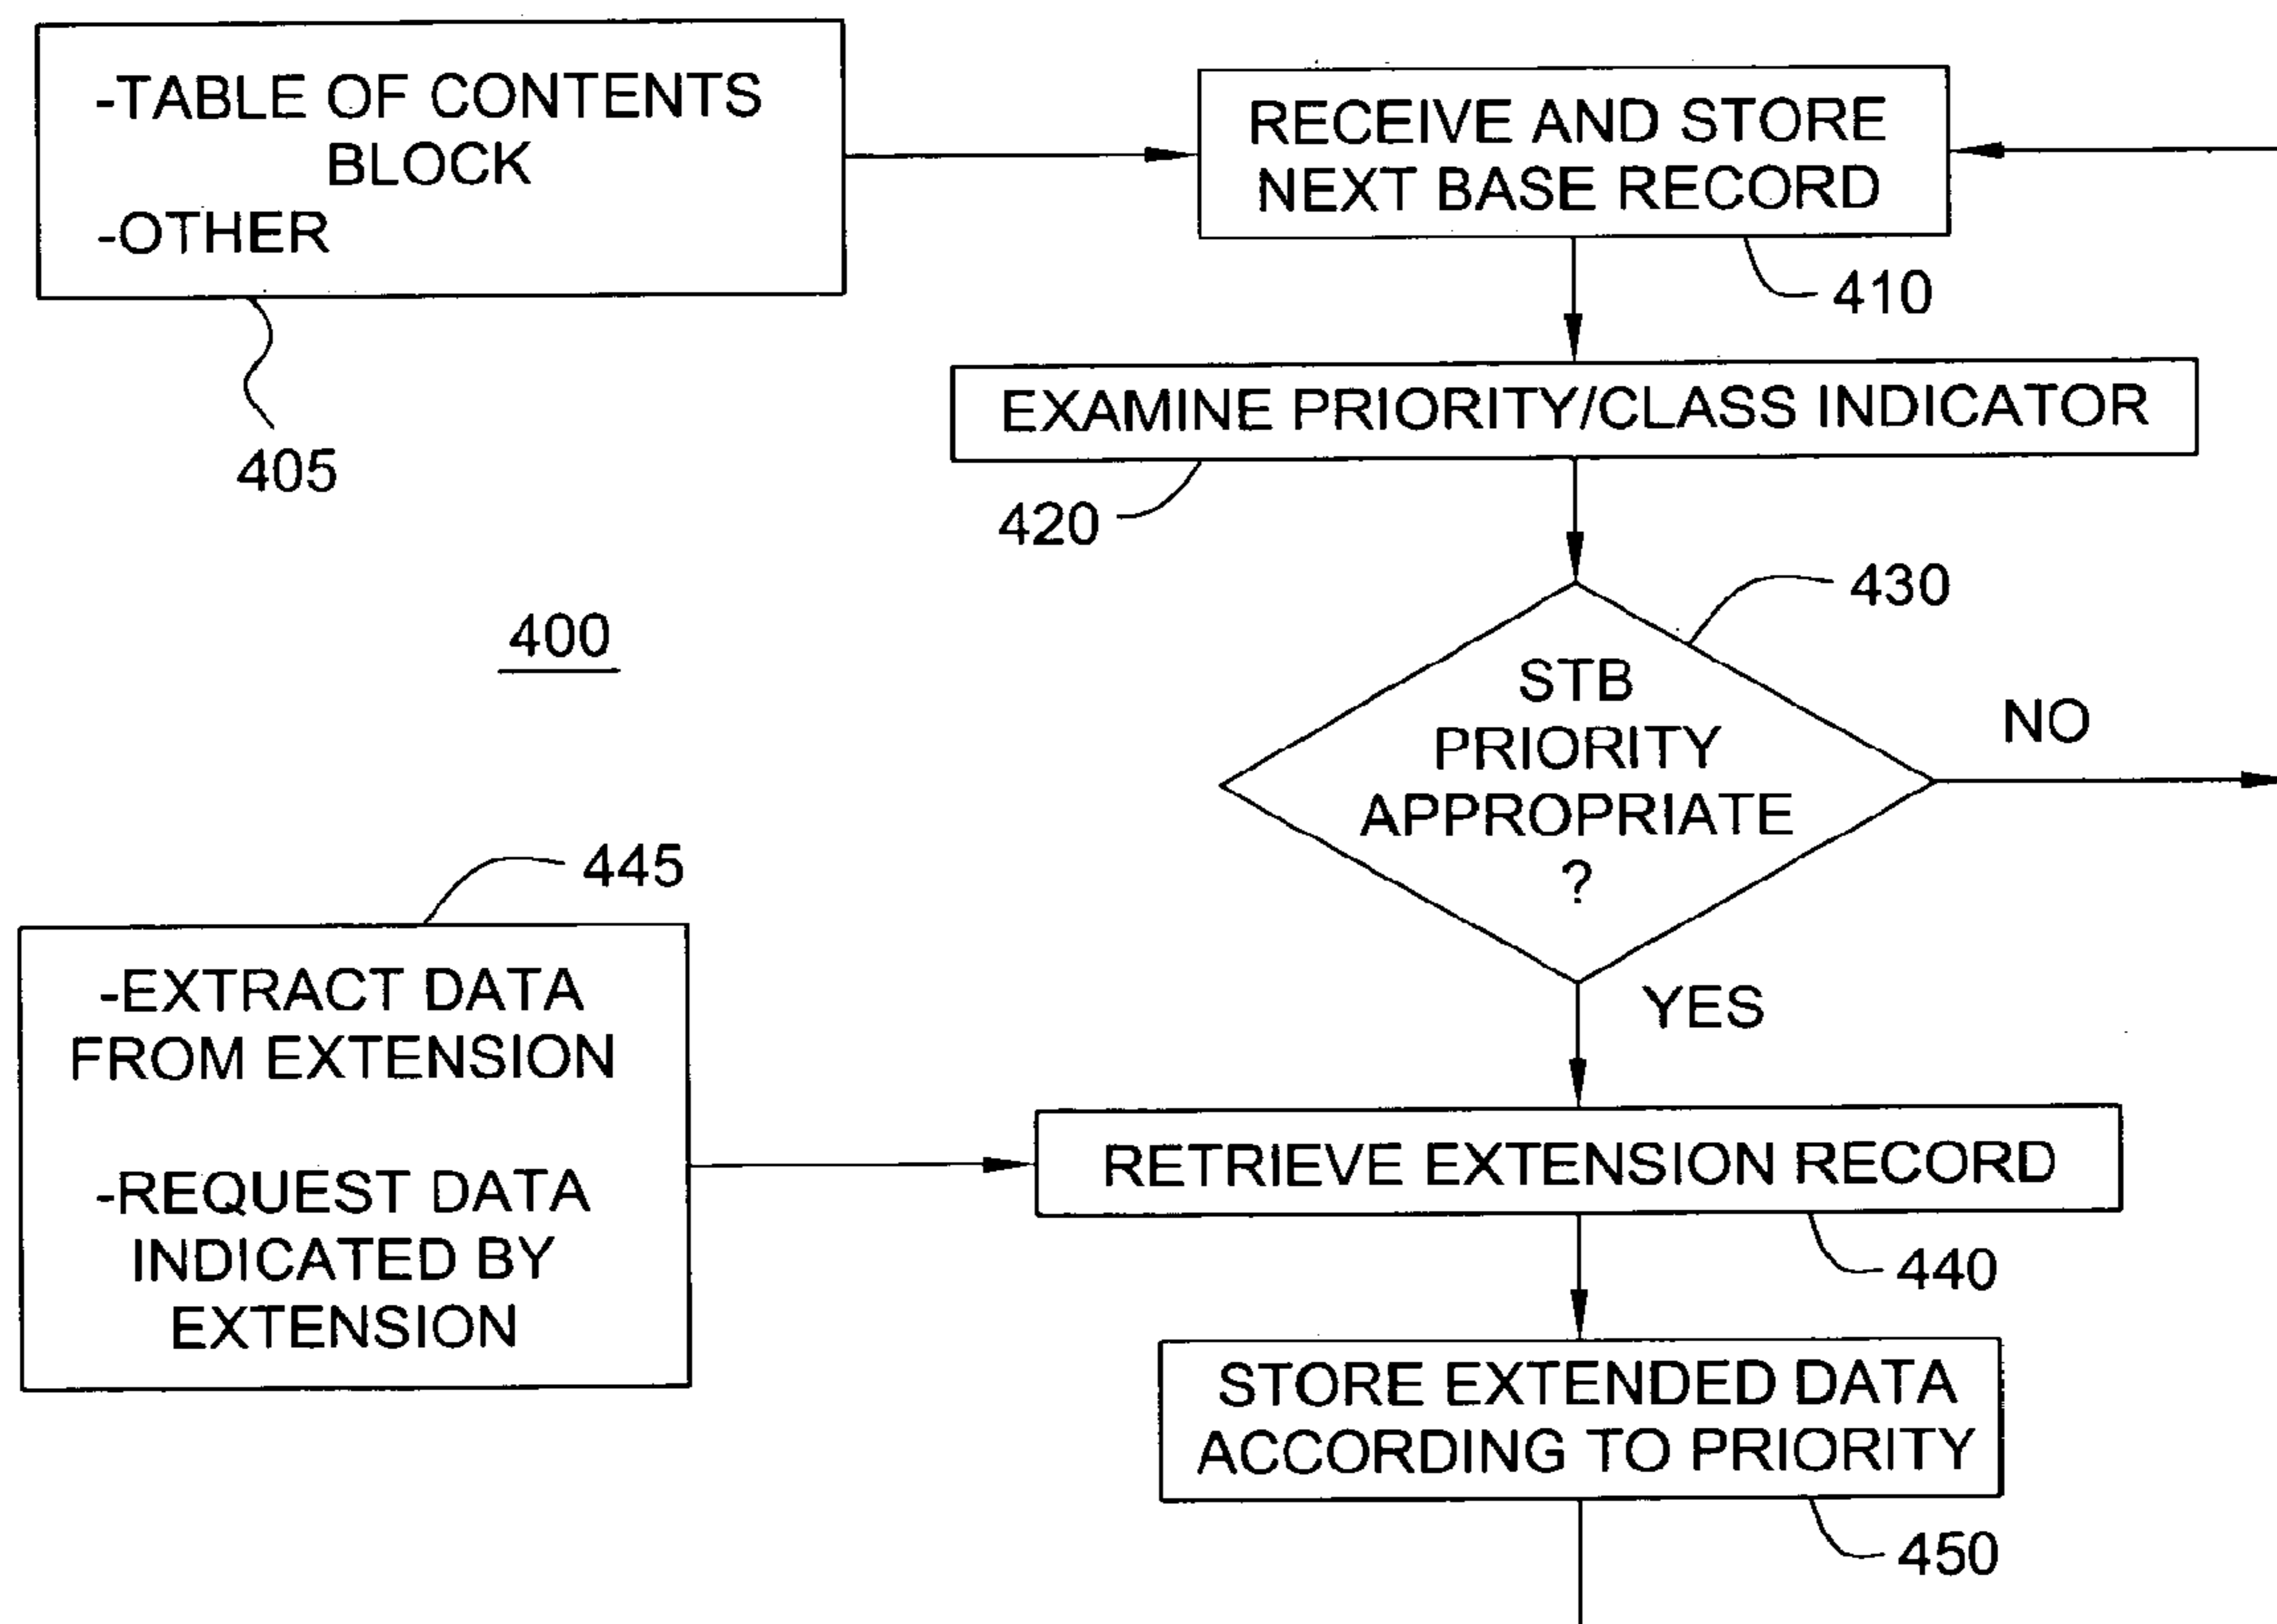 -TABLE OF CONTENTS
BLOCK
-OTHER
405
RECEIVE AND STORE
NEXT BASE RECORD
410
EXAMINE PRIORITY/CLASS INDICATOR
420
400
430
STB
PRIORITY
APPROPRIATE
?
NO
YES
445
-EXTRACT DATA
FROM EXTENSION
-REQUEST DATA
INDICATED BY
EXTENSION
RETRIEVE EXTENSION RECORD
440
STORE EXTENDED DATA
ACCORDING TO PRIORITY
450